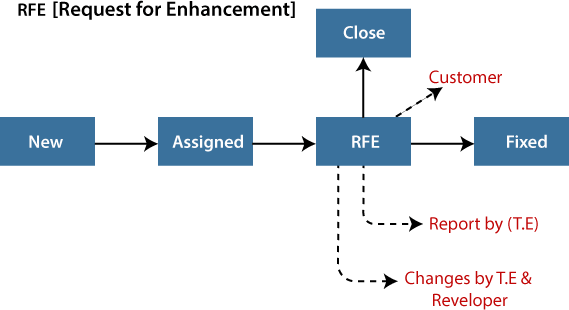 RFE [Request for Enhancement]
Close
Customer
New
Assigned
RFE
Fixed
Report by (T.E)
Changes by T.E &
Reveloper